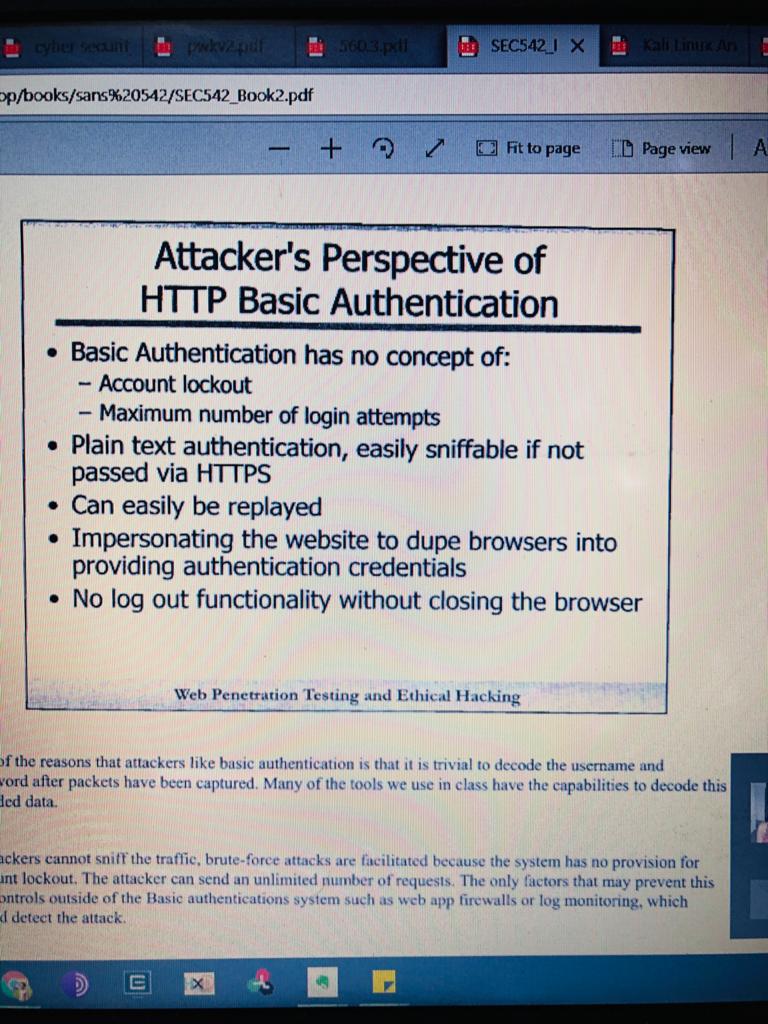 cyber securit
pwkv2.pdf
560.3.pdf
SEC542_I
Kali Linux An
op/books/sans%20542/SEC542_Book2.pdf
Fit to page
Page view
A
Attacker's Perspective of
HTTP Basic Authentication
• Basic Authentication has no concept of:
– Account lockout
– Maximum number of login attempts
• Plain text authentication, easily sniffable if not
passed via HTTPS
• Can easily be replayed
• Impersonating the website to dupe browsers into
providing authentication credentials
• No log out functionality without closing the browser
Web Penetration Testing and Ethical Hacking
of the reasons that attackers like basic authentication is that it is trivial to decode the username and
word after packets have been captured. Many of the tools we use in class have the capabilities to decode this
ded data.
ackers cannot sniff the traffic, brute-force attacks are facilitated because the system has no provision for
unt lockout. The attacker can send an unlimited number of requests. The only factors that may prevent this
ontrols outside of the Basic authentications system such as web app firewalls or log monitoring, which
d detect the attack.